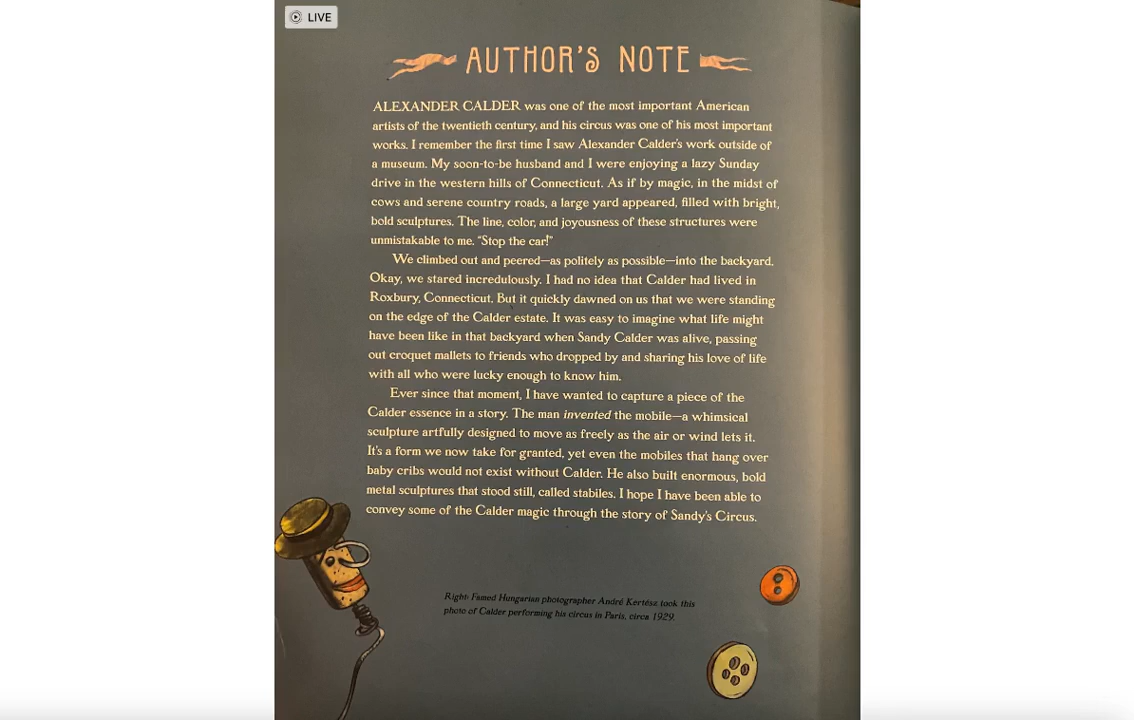 LIVE
AUTHOR'S NOTE
ALEXANDER CALDER was one of the most important American
artists of the twentieth century, and his circus was one of his most important
works. I remember the first time I saw Alexander Calder's work outside of
a museum. My soon-to-be husband and I were enjoying a lazy Sunday
drive in the western hills of Connecticut. As if by magic, in the midst of
cows and serene country roads, a large yard appeared, filled with bright,
bold sculptures. The line, color, and joyousness of these structures were
unmistakable to me. "Stop the car!"
We climbed out and peered—as politely as possible—into the backyard.
Okay, we stared incredulously. I had no idea that Calder had lived in
Roxbury, Connecticut. But it quickly dawned on us that we were standing
on the edge of the Calder estate. It was easy to imagine what life might
have been like in that backyard when Sandy Calder was alive, passing
out croquet mallets to friends who dropped by and sharing his love of life
with all who were lucky enough to know him.
Ever since that moment, I have wanted to capture a piece of the
Calder essence in a story. The man invented the mobile—a whimsical
sculpture artfully designed to move as freely as the air or wind lets it.
It's a form we now take for granted, yet even the mobiles that hang over
baby cribs would not exist without Calder. He also built enormous, bold
metal sculptures that stood still, called stabiles. I hope I have been able to
convey some of the Calder magic through the story of Sandy's Circus.
Right: Famed Hungarian photographer André Kertész took this
photo of Calder performing his circus in Paris, circa 1929.